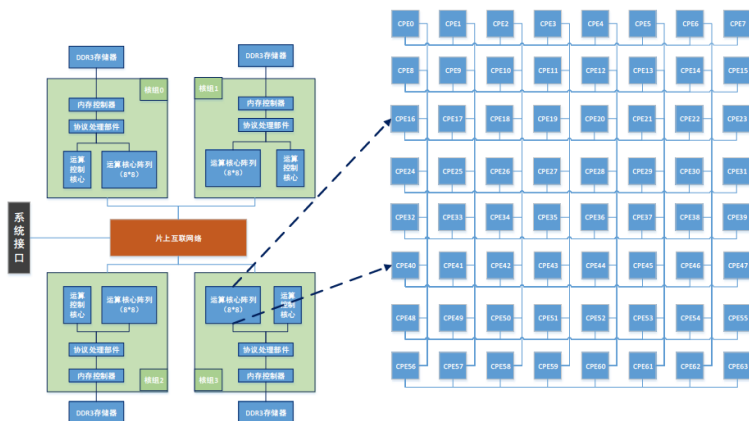 DDR3存储器
DDR3存储器
核组0
核组1
内存控制器
内存控制器
协议处理部件
协议处理部件
运算
控制
核心
运算核心阵列
（8*8）
运算核心阵列
（8*8）
运算
控制
核心
系统接口
片上互联网络
运算
控制
核心
运算核心阵列
（8*8）
运算核心阵列
（8*8）
运算
控制
核心
协议处理部件
协议处理部件
内存控制器
内存控制器
核组2
核组3
DDR3存储器
DDR3存储器
CPE0 CPE1 CPE2 CPE3 CPE4 CPE5 CPE6 CPE7
CPE8 CPE9 CPE10 CPE11 CPE12 CPE13 CPE14 CPE15
CPE16 CPE17 CPE18 CPE19 CPE20 CPE21 CPE22 CPE23
CPE24 CPE25 CPE26 CPE27 CPE28 CPE29 CPE30 CPE31
CPE32 CPE33 CPE34 CPE35 CPE36 CPE37 CPE38 CPE39
CPE40 CPE41 CPE42 CPE43 CPE44 CPE45 CPE46 CPE47
CPE48 CPE49 CPE50 CPE51 CPE52 CPE53 CPE54 CPE55
CPE56 CPE57 CPE58 CPE59 CPE60 CPE61 CPE62 CPE63